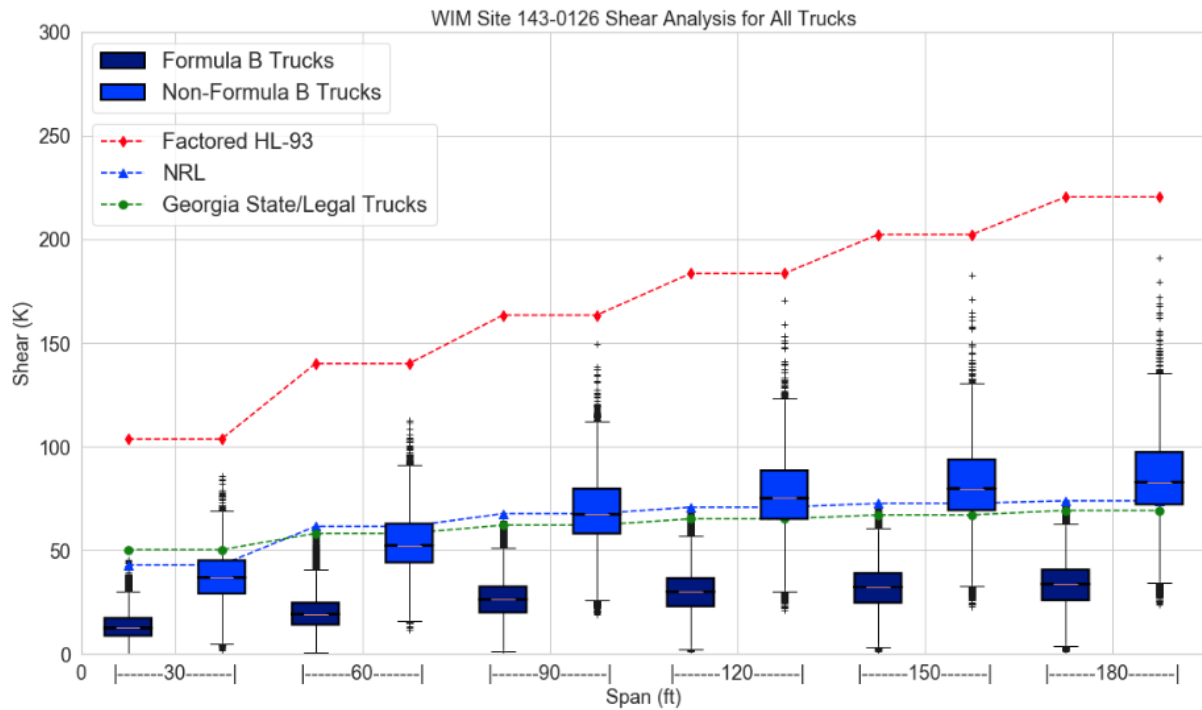 WIM Site 143-0126 Shear Analysis for All Trucks
300
250
200
150
100
50
0
Shear (K)
Formula B Trucks
Non-Formula B Trucks
Factored HL-93
NRL
Georgia State/Legal Trucks
0 |-------30-------| |-------60-------| |-------90-------| |-------120-------| |-------150-------| |-------180-------|
Span (ft)